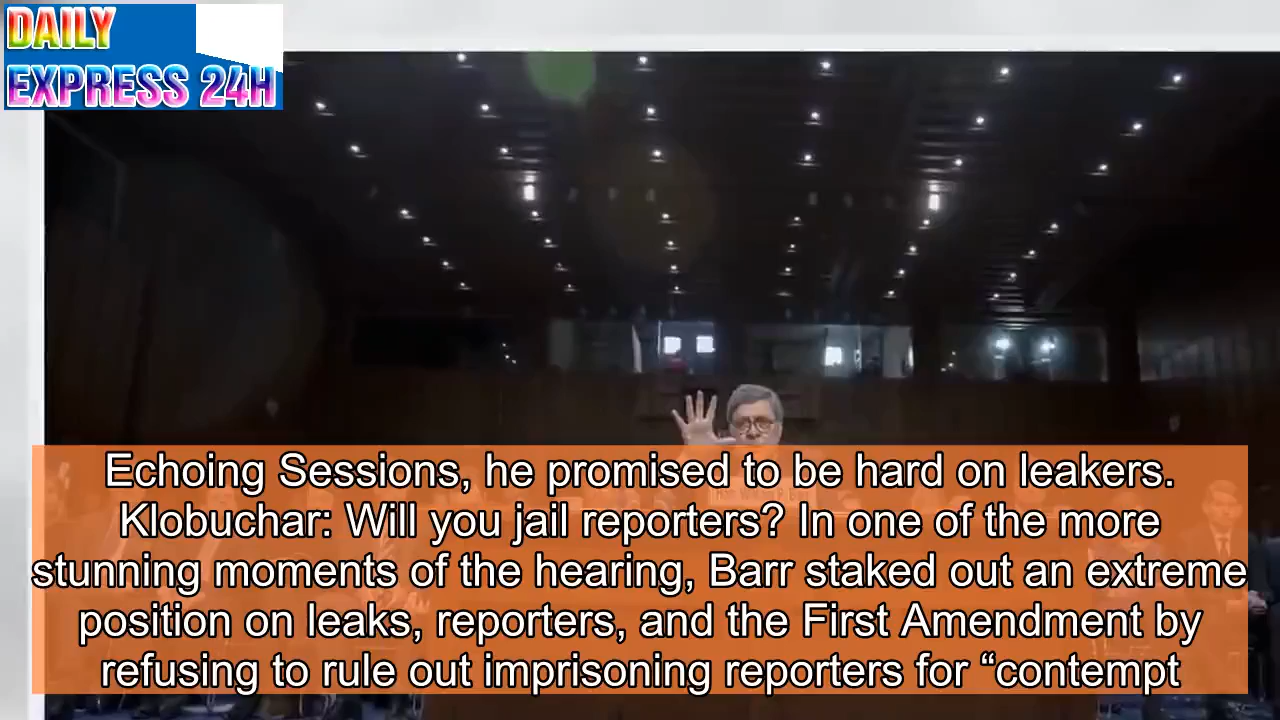 DAILY
EXPRESS 24H
Echoing Sessions, he promised to be hard on leakers.
Klobuchar: Will you jail reporters? In one of the more
stunning moments of the hearing, Barr staked out an extreme
position on leaks, reporters, and the First Amendment by
refusing to rule out imprisoning reporters for “contempt